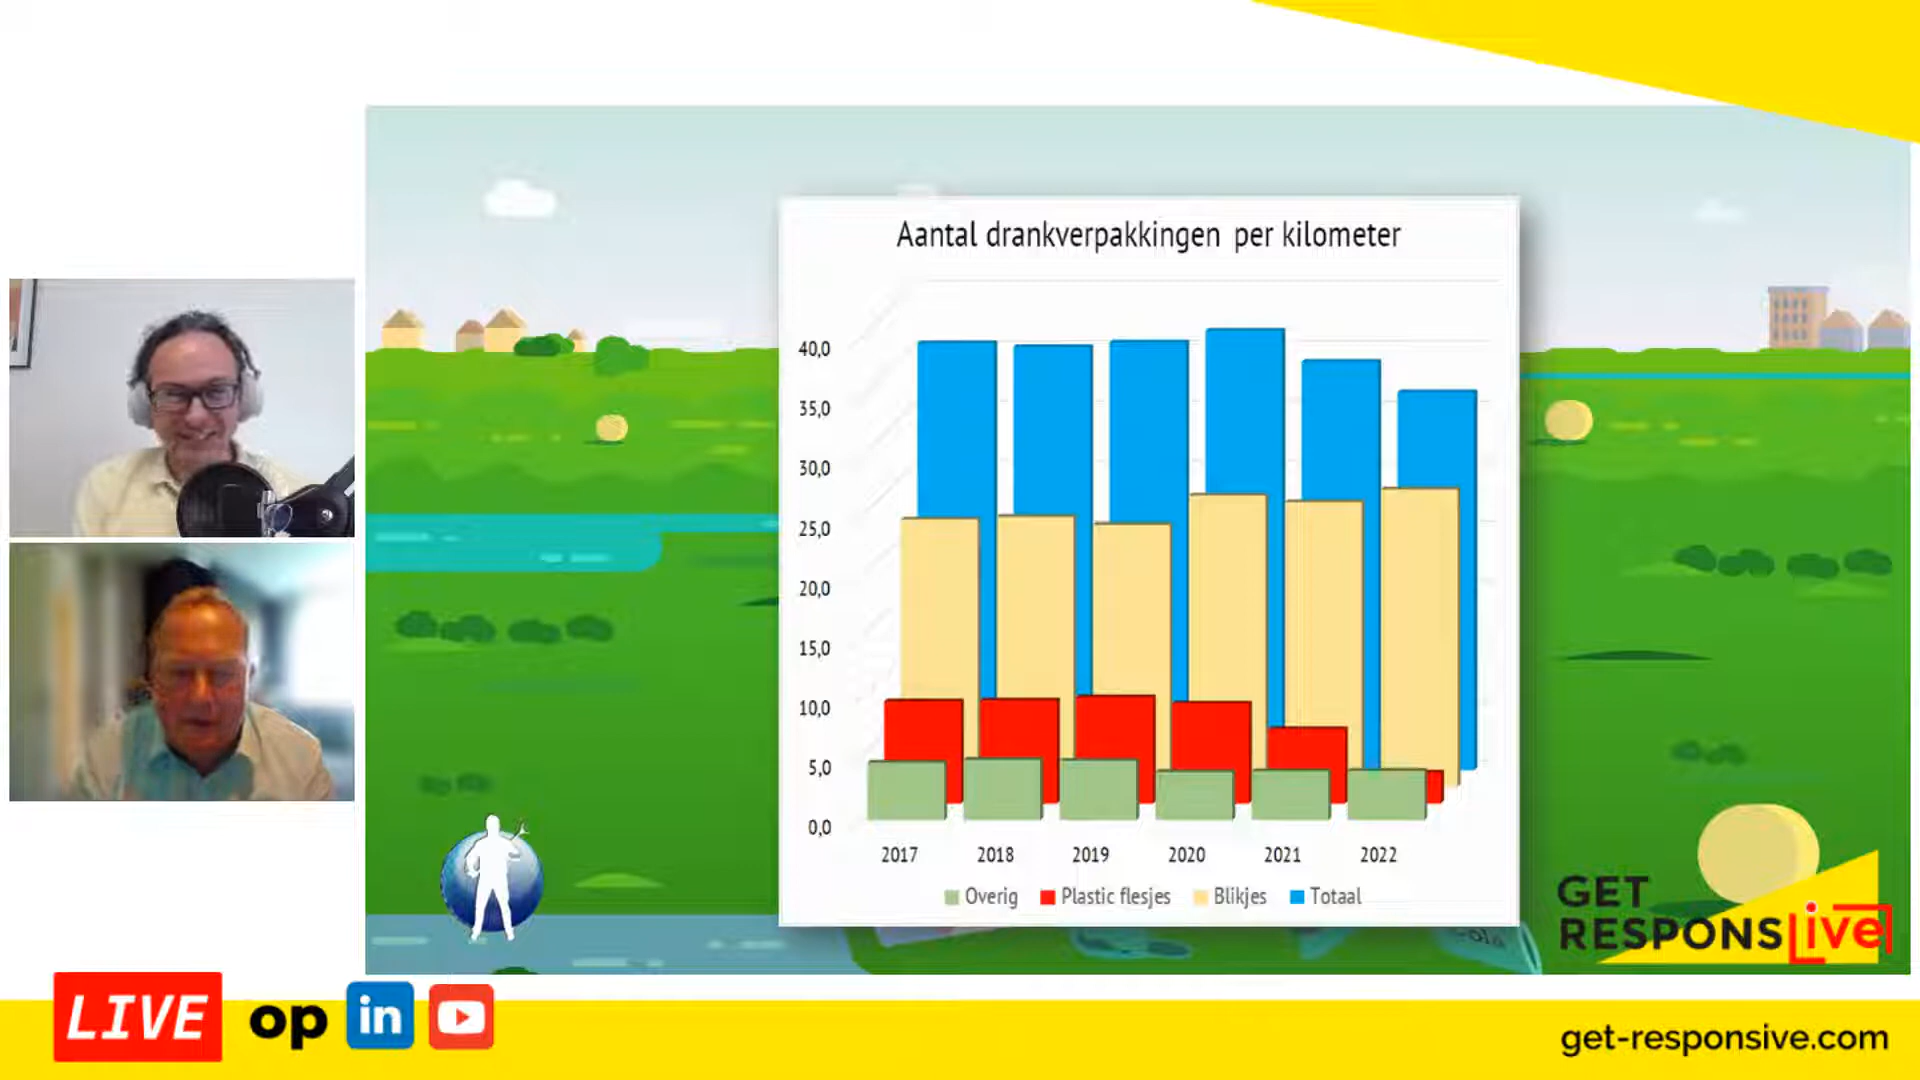 Aantal drankverpakkingen per kilometer
40,0
35,0
30,0
25,0
20,0
15,0
10,0
5,0
0,0
2017 2018 2019 2020 2021 2022
Overig Plastic flesjes Blikjes Totaal
GET
RESPONSLive
LIVE op in
get-responsive.com